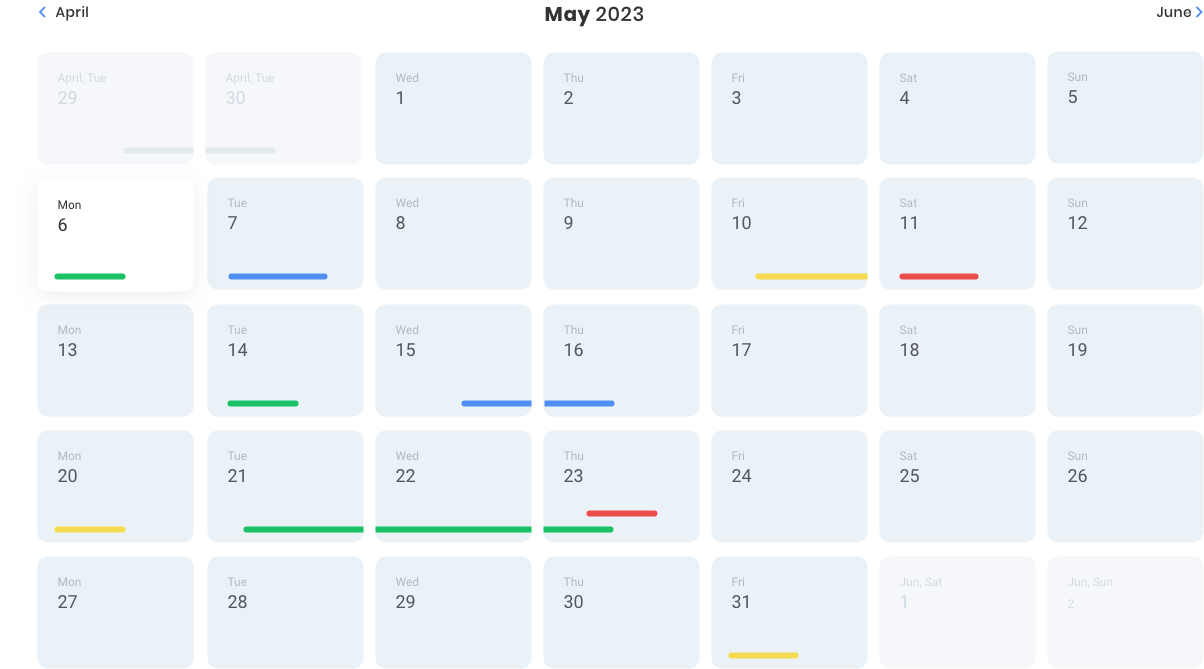 April
May 2023
June
April, Tue
29
April, Tue
30
Wed
1
Thu
2
Fri
3
Sat
4
Sun
5
Mon
6
Tue
7
Wed
8
Thu
9
Fri
10
Sat
11
Sun
12
Mon
13
Tue
14
Wed
15
Thu
16
Fri
17
Sat
18
Sun
19
Mon
20
Tue
21
Wed
22
Thu
23
Fri
24
Sat
25
Sun
26
Mon
27
Tue
28
Wed
29
Thu
30
Fri
31
Jun, Sat
1
Jun, Sun
2